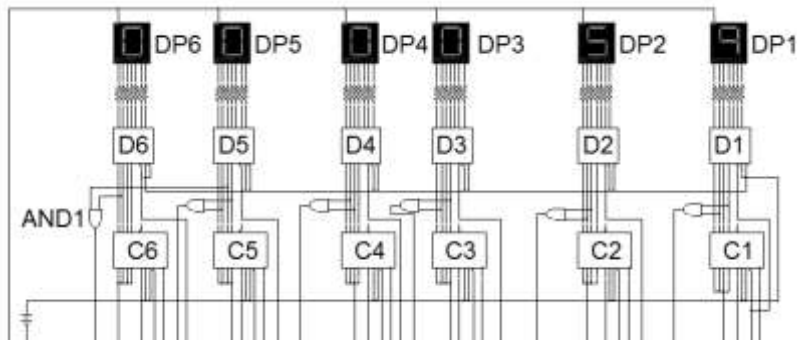 0 DP6 0 DP5 0 DP4 0 DP3 5 DP2 9 DP1
D6 D5 D4 D3 D2 D1
AND1
C6 C5 C4 C3 C2 C1